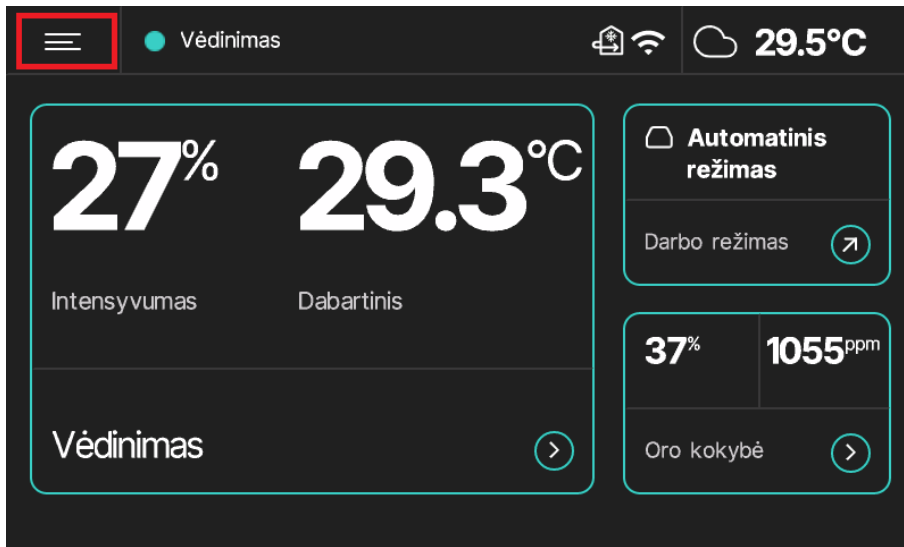 Vėdinimas
29.5°C
27%
29.3°C
Intensyvumas
Dabartinis
Vėdinimas
Automatinis
režimas
Darbo režimas
37%
1055ppm
Oro kokybė